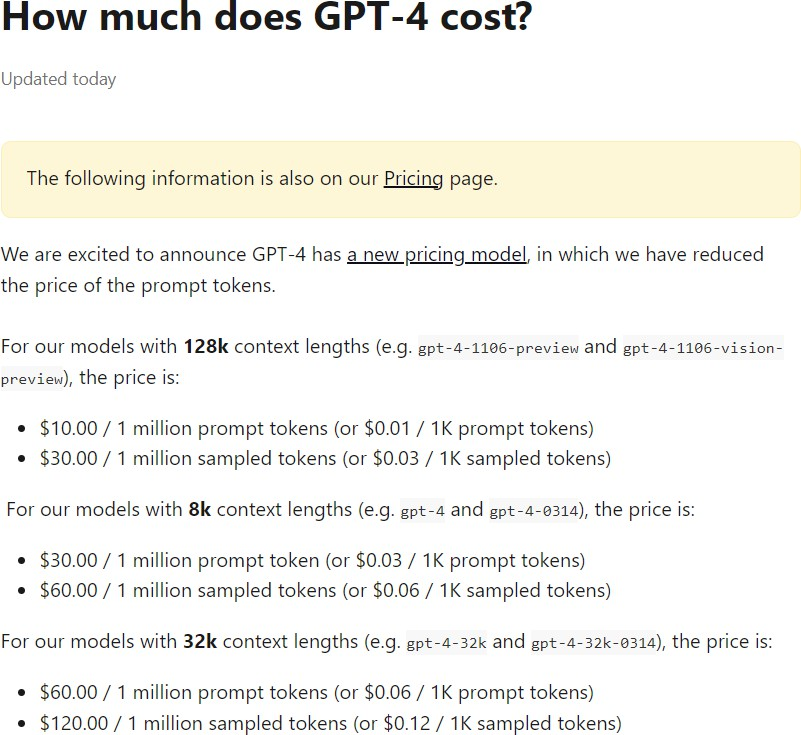 How much does GPT-4 cost?
Updated today
The following information is also on our Pricing page.
We are excited to announce GPT-4 has a new pricing model, in which we have reduced
the price of the prompt tokens.
For our models with 128k context lengths (e.g. gpt-4-1106-preview and gpt-4-1106-vision-
preview), the price is:
• $10.00 / 1 million prompt tokens (or $0.01 / 1K prompt tokens)
• $30.00 / 1 million sampled tokens (or $0.03 / 1K sampled tokens)
For our models with 8k context lengths (e.g. gpt-4 and gpt-4-0314), the price is:
• $30.00 / 1 million prompt token (or $0.03 / 1K prompt tokens)
• $60.00 / 1 million sampled tokens (or $0.06 / 1K sampled tokens)
For our models with 32k context lengths (e.g. gpt-4-32k and gpt-4-32k-0314), the price is:
• $60.00 / 1 million prompt tokens (or $0.06 / 1K prompt tokens)
• $120.00 / 1 million sampled tokens (or $0.12 / 1K sampled tokens)